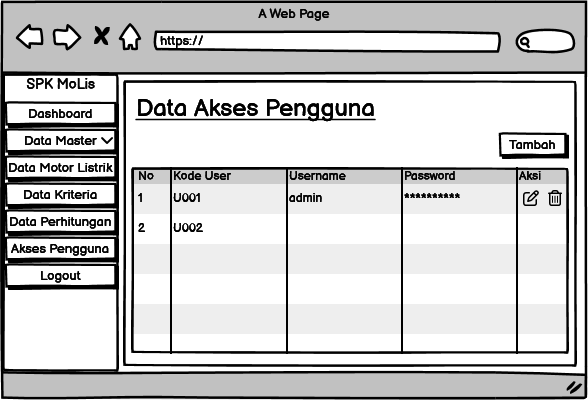 A Web Page
https://
SPK MoLis
Dashboard
Data Master
Data Motor Listrik
Data Kriteria
Data Perhitungan
Akses Pengguna
Logout
Data Akses Pengguna
Tambah
No Kode User Username Password Aksi
1 U001 admin **********
2 U002